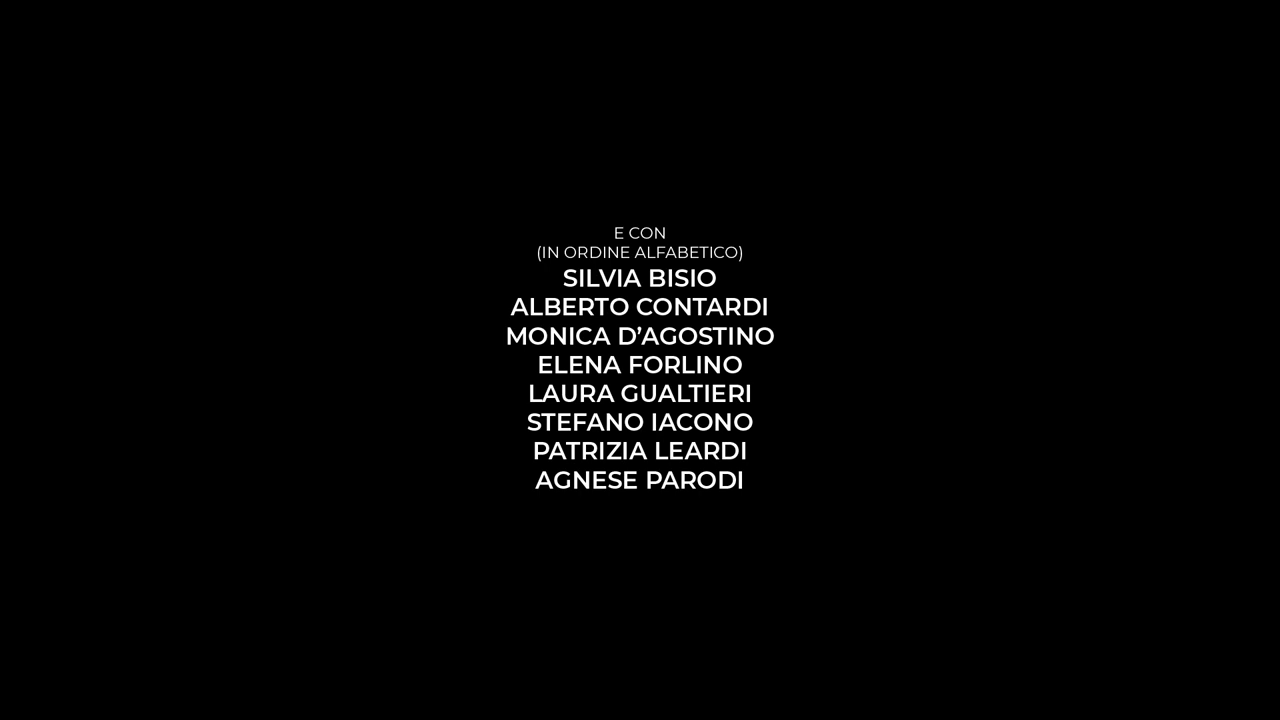 E CON
(IN ORDINE ALFABETICO)
SILVIA BISIO
ALBERTO CONTARDI
MONICA D’AGOSTINO
ELENA FORLINO
LAURA GUALTIERI
STEFANO IACONO
PATRIZIA LEARDI
AGNESE PARODI